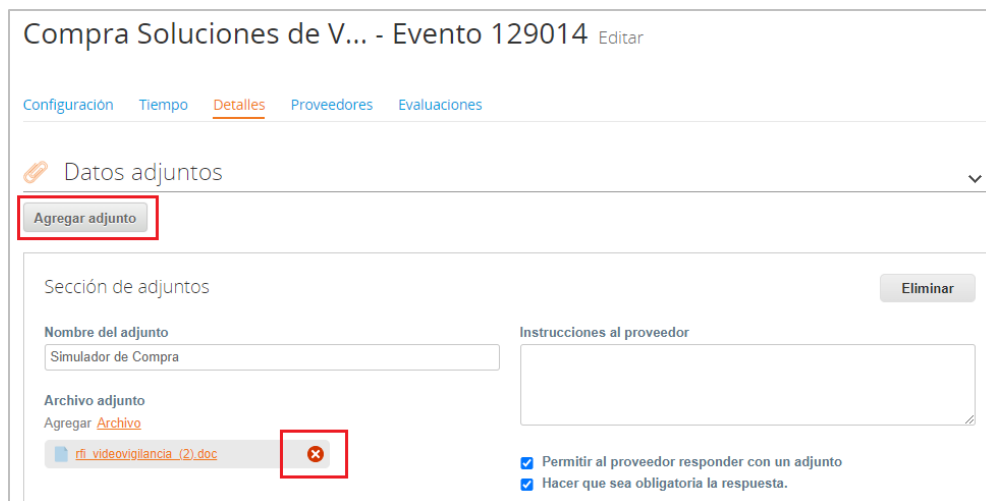 Compra Soluciones de V... - Evento 129014 Editar
Configuración Tiempo Detalles Proveedores Evaluaciones
Datos adjuntos
Agregar adjunto
Sección de adjuntos
Eliminar
Nombre del adjunto
Simulador de Compra
Archivo adjunto
Agregar Archivo
rfi_videovigilancia_(2).doc
Instrucciones al proveedor
Permitir al proveedor responder con un adjunto
Hacer que sea obligatoria la respuesta.